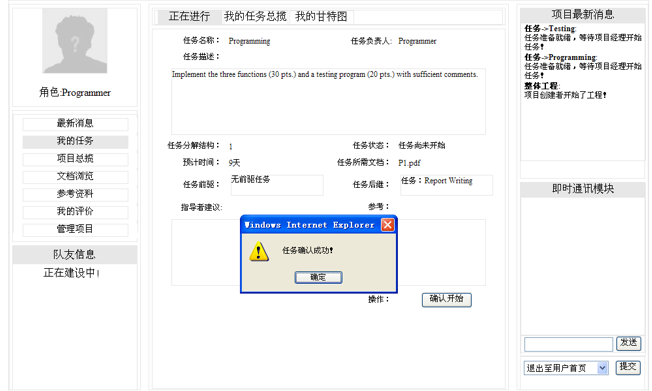 角色:Programmer
最新消息
我的任务
项目总揽
文档浏览
参考资料
我的评价
管理项目
队友信息
正在建设中!
正在进行 我的任务总揽 我的甘特图
任务名称: Programming 任务负责人: Programmer
任务描述:
Implement the three functions (30 pts.) and a testing program (20 pts.) with sufficient comments.
任务分解结构: 1 任务状态: 任务尚未开始
预计时间: 9天 任务所需文档: P1.pdf
任务前驱: 无前驱任务 任务后继: 任务:Report Writing
指导者建议: 参考:
Windows Internet Explorer
任务确认成功!
确定
操作: 确认开始
项目最新消息
任务->Testing:
任务准备就绪,等待项目经理开始
任务!
任务->Programming:
任务准备就绪,等待项目经理开始
任务!
整体工程:
项目创建者开始了工程!
即时通讯模块
发送
退出至用户首页 提交